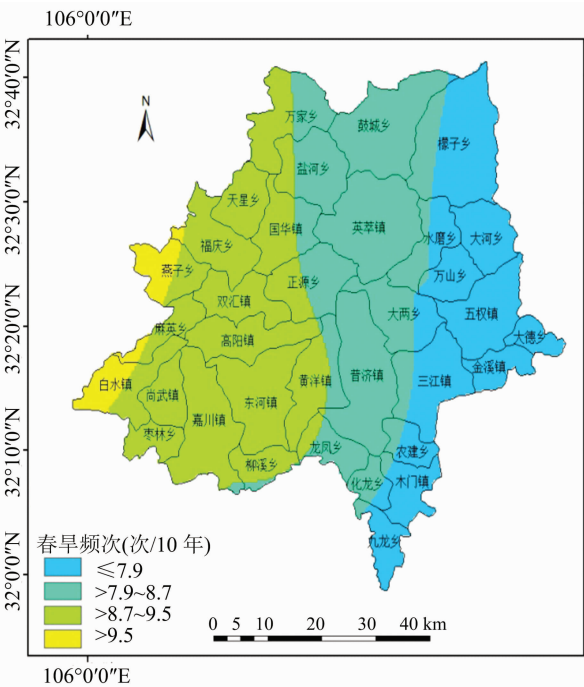 106°0′0″E
32°40′0″N
32°30′0″N
32°20′0″N
32°10′0″N
32°0′0″N
N
万家乡
鼓城乡
檬子乡
盐河乡
天星乡
国华镇
英萃镇
水磨乡
大河乡
福庆乡
燕子乡
正源乡
万山乡
双汇镇
大两乡
五权镇
麻英乡
高阳镇
大德乡
白水镇
尚武镇
黄洋镇
普济镇
三江镇
金溪镇
东河镇
嘉川镇
枣林乡
龙凤乡
农建乡
柳溪乡
化龙乡
木门镇
九龙乡
春旱频次(次/10 年)
≤7.9
>7.9~8.7
>8.7~9.5
>9.5
0 5 10 20 30 40 km
106°0′0″E